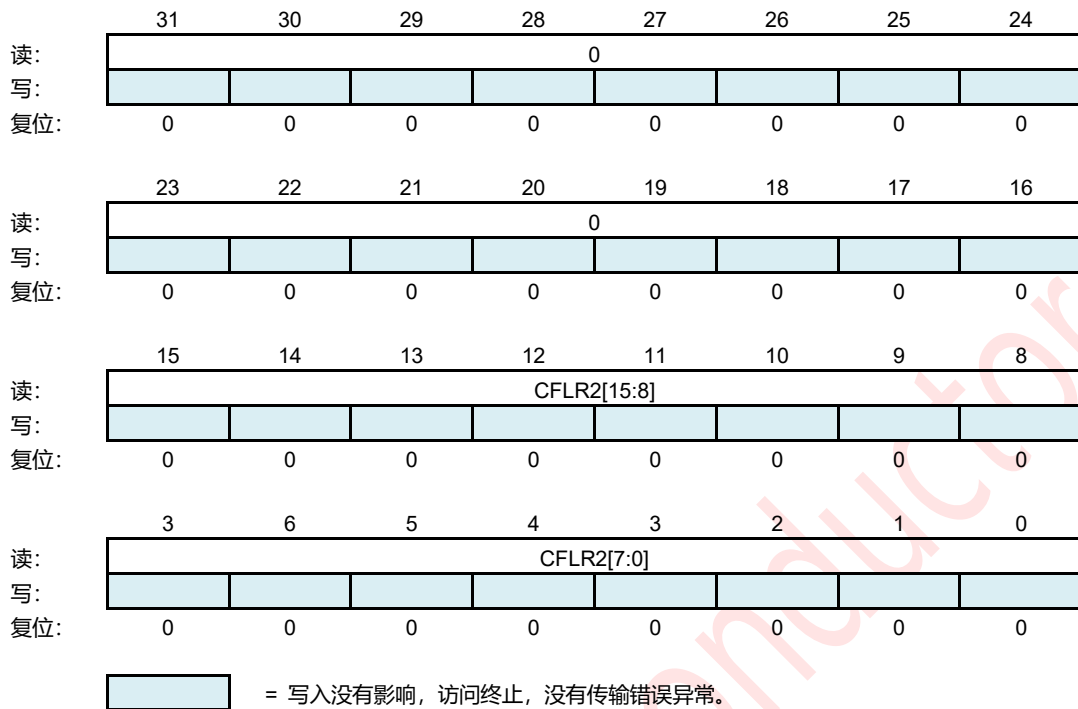 31 30 29 28 27 26 25 24
读: 0
写:
复位: 0 0 0 0 0 0 0 0
23 22 21 20 19 18 17 16
读: 0
写:
复位: 0 0 0 0 0 0 0 0
15 14 13 12 11 10 9 8
读: CFLR2[15:8]
写:
复位: 0 0 0 0 0 0 0 0
3 6 5 4 3 2 1 0
读: CFLR2[7:0]
写:
复位: 0 0 0 0 0 0 0 0
= 写入没有影响，访问终止，没有传输错误异常。
onductor